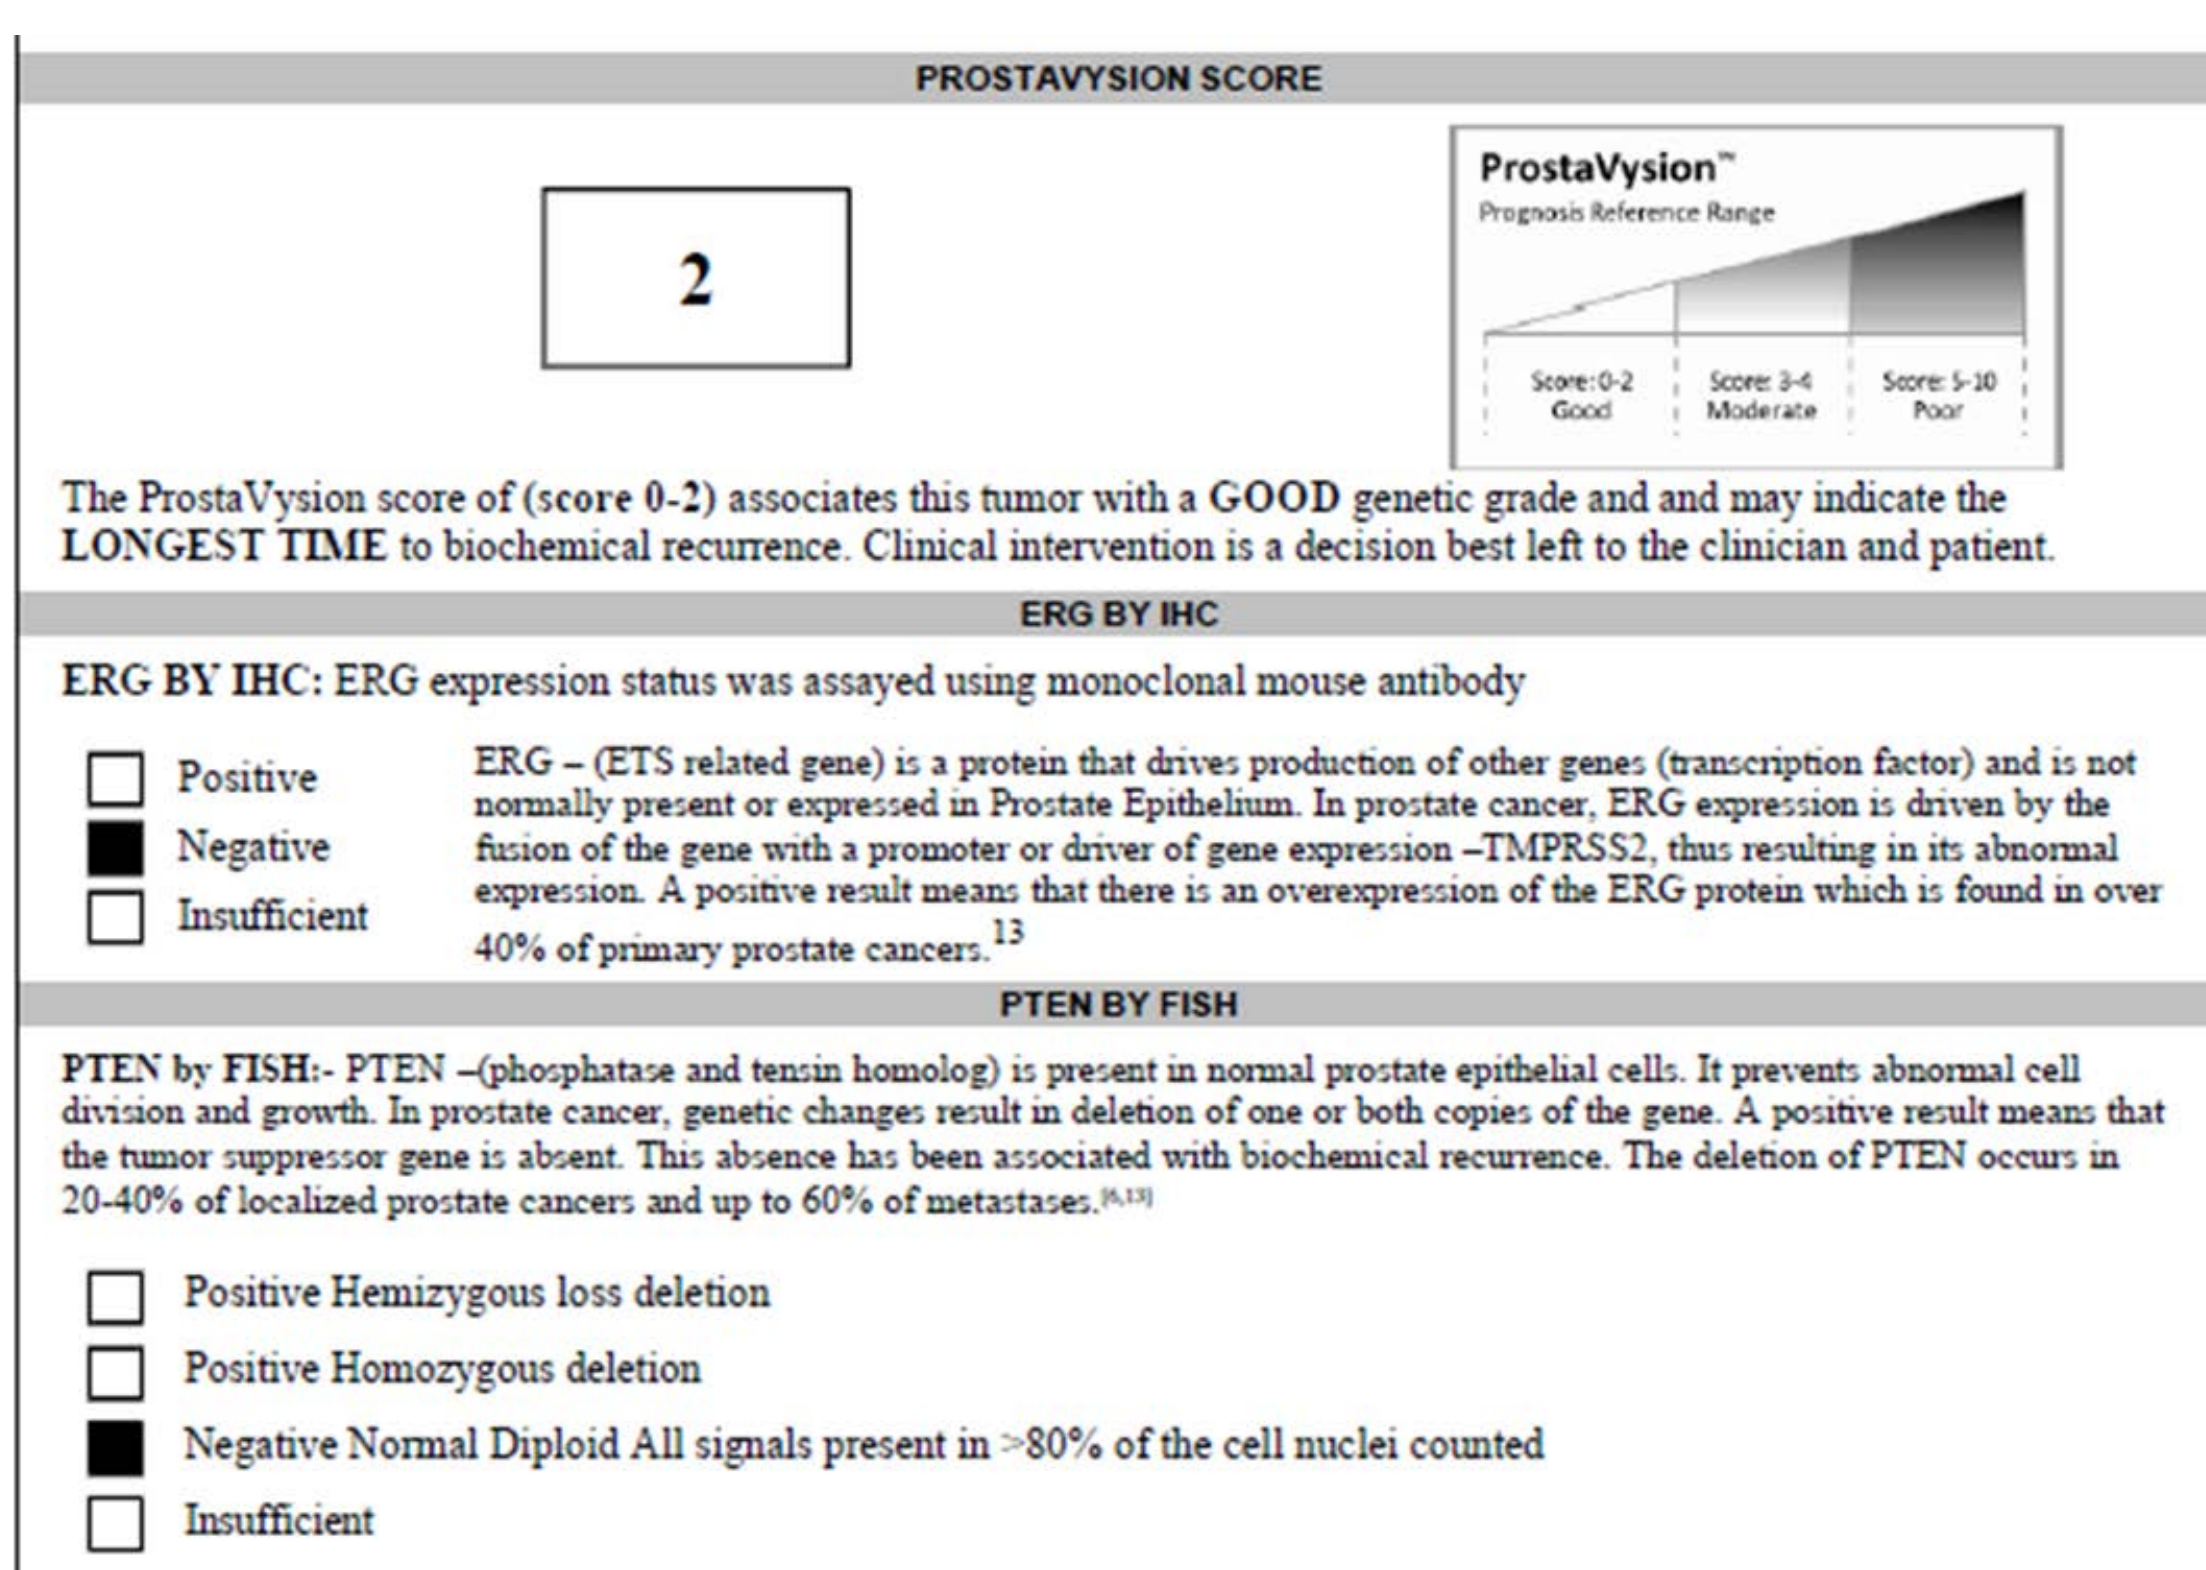 PROSTAVYSION SCORE
2
ProstaVysion™
Prognosis Reference Range
Score: 0-2
Good
Score: 3-4
Moderate
Score: 5-10
Poor
The ProstaVysion score of (score 0-2) associates this tumor with a GOOD genetic grade and and may indicate the
LONGEST TIME to biochemical recurrence. Clinical intervention is a decision best left to the clinician and patient.
ERG BY IHC
ERG BY IHC: ERG expression status was assayed using monoclonal mouse antibody
Positive
Negative
Insufficient
ERG – (ETS related gene) is a protein that drives production of other genes (transcription factor) and is not
normally present or expressed in Prostate Epithelium. In prostate cancer, ERG expression is driven by the
fusion of the gene with a promoter or driver of gene expression –TMPRSS2, thus resulting in its abnormal
expression. A positive result means that there is an overexpression of the ERG protein which is found in over
40% of primary prostate cancers.13
PTEN BY FISH
PTEN by FISH:- PTEN –(phosphatase and tensin homolog) is present in normal prostate epithelial cells. It prevents abnormal cell
division and growth. In prostate cancer, genetic changes result in deletion of one or both copies of the gene. A positive result means that
the tumor suppressor gene is absent. This absence has been associated with biochemical recurrence. The deletion of PTEN occurs in
20-40% of localized prostate cancers and up to 60% of metastases.[6,13]
Positive Hemizygous loss deletion
Positive Homozygous deletion
Negative Normal Diploid All signals present in >80% of the cell nuclei counted
Insufficient